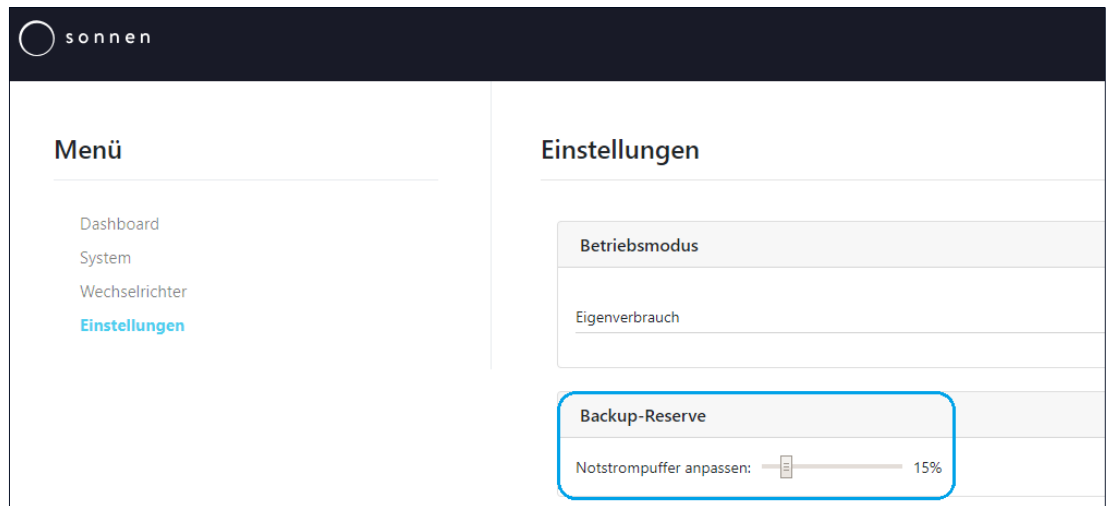 sonnen
Menü
Dashboard
System
Wechselrichter
Einstellungen
Einstellungen
Betriebsmodus
Eigenverbrauch
Backup-Reserve
Notstrompuffer anpassen: 15%